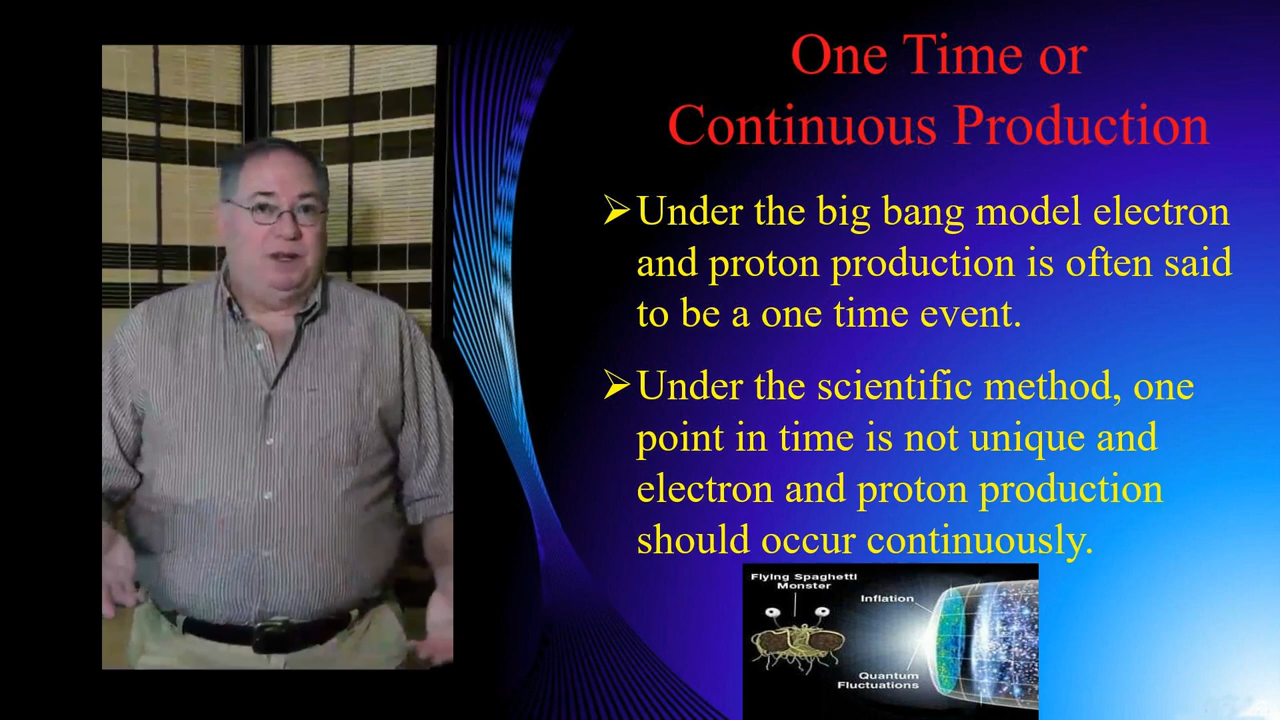 One Time or
Continuous Production
➢Under the big bang model electron
and proton production is often said
to be a one time event.
➢Under the scientific method, one
point in time is not unique and
electron and proton production
should occur continuously.
Flying Spaghetti
Monster
Inflation
Quantum
Fluctuations